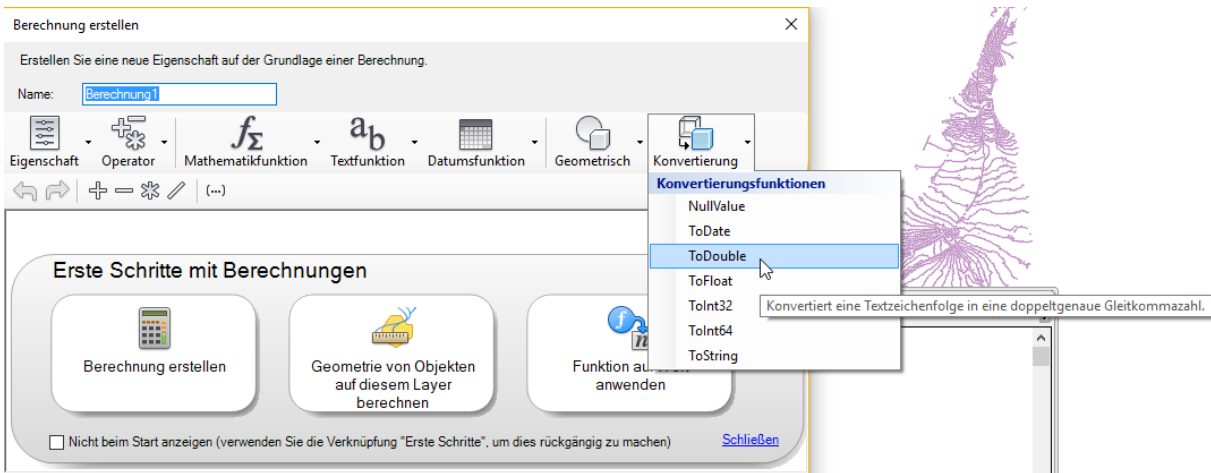 Berechnung erstellen
Erstellen Sie eine neue Eigenschaft auf der Grundlage einer Berechnung.
Name: Berechnung1
Eigenschaft Operator Mathematikfunktion Textfunktion Datumsfunktion Geometrisch Konvertierung
(...)
Konvertierungsfunktionen
NullValue
ToDate
ToDouble
ToFloat
ToInt32
ToInt64
ToString
Konvertiert eine Textzeichenfolge in eine doppeltgenaue Gleitkommazahl.
Erste Schritte mit Berechnungen
Berechnung erstellen
Geometrie von Objekten
auf diesem Layer
berechnen
Funktion
anwenden
Nicht beim Start anzeigen (verwenden Sie die Verknüpfung "Erste Schritte", um dies rückgängig zu machen) Schließen